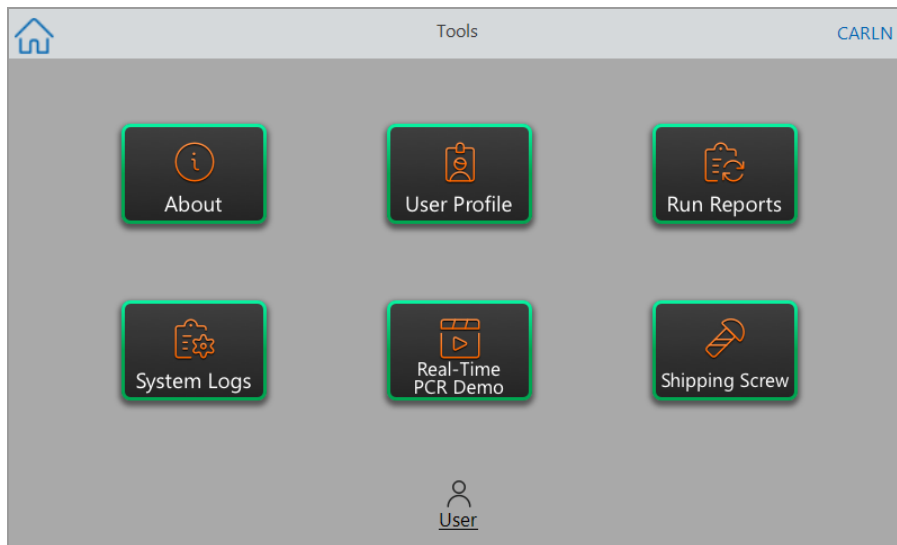 Tools
CARLN
About
User Profile
Run Reports
System Logs
Real-Time
PCR Demo
Shipping Screw
User